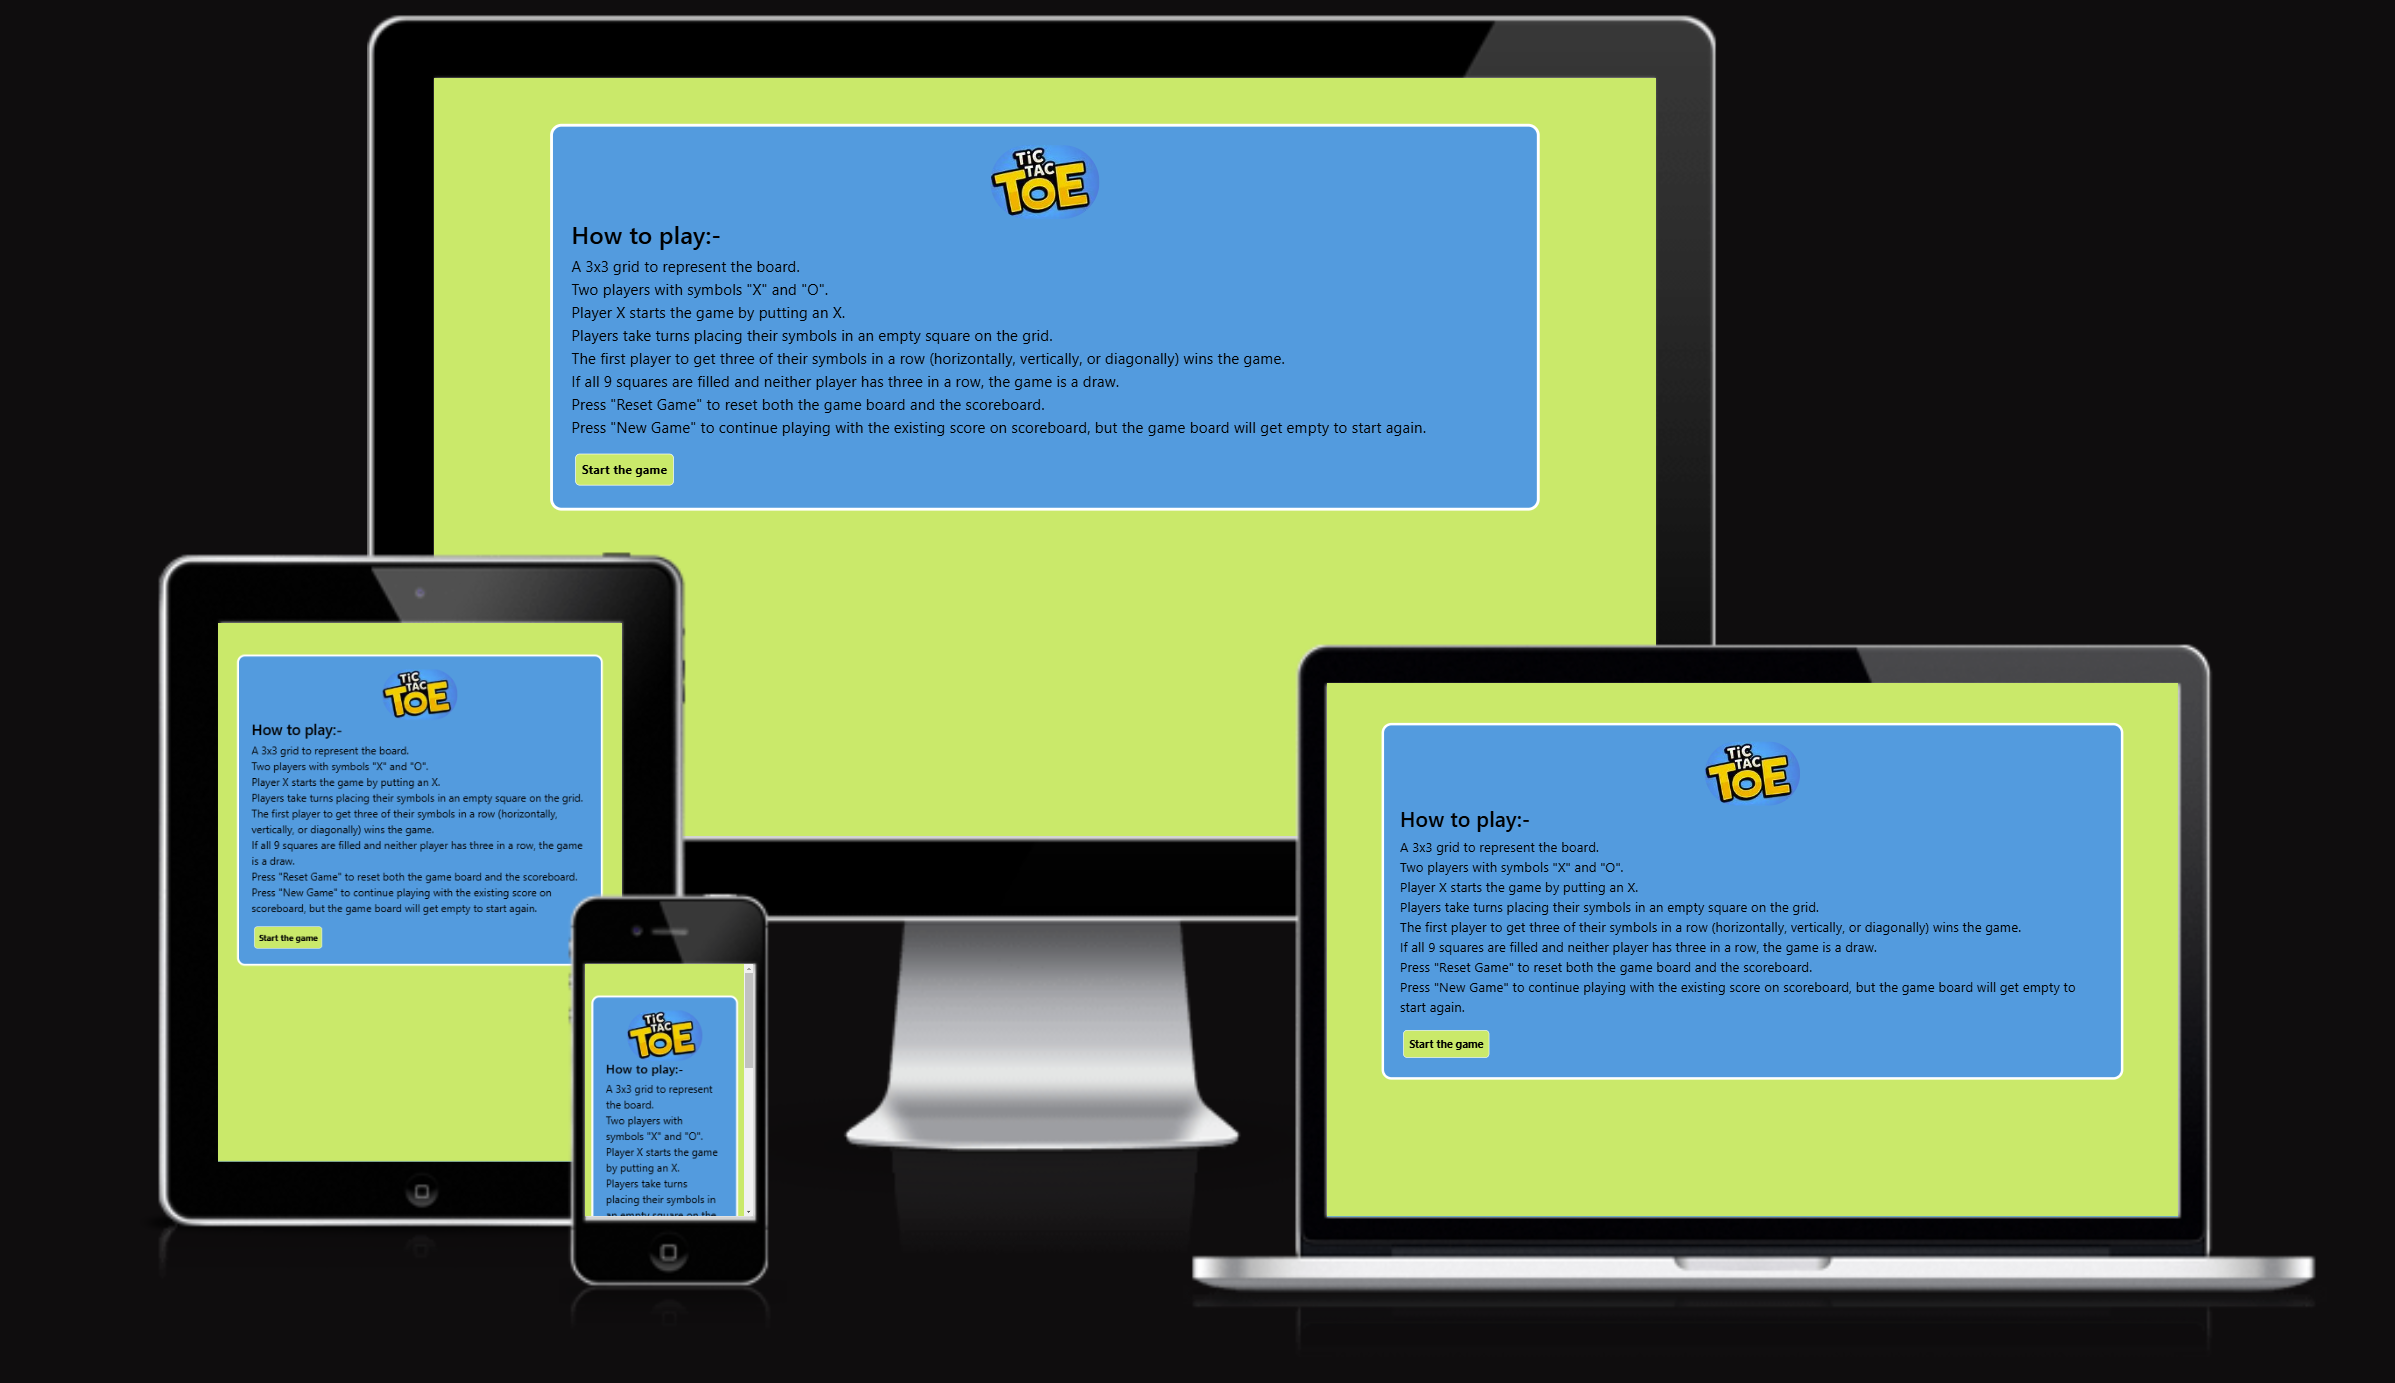 TiC
TAC
TOE
How to play:-
A 3x3 grid to represent the board.
Two players with symbols "X" and "O".
Player X starts the game by putting an X.
Players take turns placing their symbols in an empty square on the grid.
The first player to get three of their symbols in a row (horizontally, vertically, or diagonally) wins the game.
If all 9 squares are filled and neither player has three in a row, the game is a draw.
Press "Reset Game" to reset both the game board and the scoreboard.
Press "New Game" to continue playing with the existing score on scoreboard, but the game board will get empty to start again.
Start the game
TiC
TAC
TOE
How to play:-
A 3x3 grid to represent the board.
Two players with symbols "X" and "O".
Player X starts the game by putting an X.
Players take turns placing their symbols in an empty square on the grid.
The first player to get three of their symbols in a row (horizontally,
vertically, or diagonally) wins the game.
If all 9 squares are filled and neither player has three in a row, the game
is a draw.
Press "Reset Game" to reset both the game board and the scoreboard.
Press "New Game" to continue playing with the existing score on
scoreboard, but the game board will get empty to start again.
Start the game
TiC
TAC
TOE
How to play:-
A 3x3 grid to represent
the board.
Two players with
symbols "X" and "O".
Player X starts the game
by putting an X.
Players take turns
placing their symbols in
an empty square on the
TiC
TAC
TOE
How to play:-
A 3x3 grid to represent the board.
Two players with symbols "X" and "O".
Player X starts the game by putting an X.
Players take turns placing their symbols in an empty square on the grid.
The first player to get three of their symbols in a row (horizontally, vertically, or diagonally) wins the game.
If all 9 squares are filled and neither player has three in a row, the game is a draw.
Press "Reset Game" to reset both the game board and the scoreboard.
Press "New Game" to continue playing with the existing score on scoreboard, but the game board will get empty to
start again.
Start the game